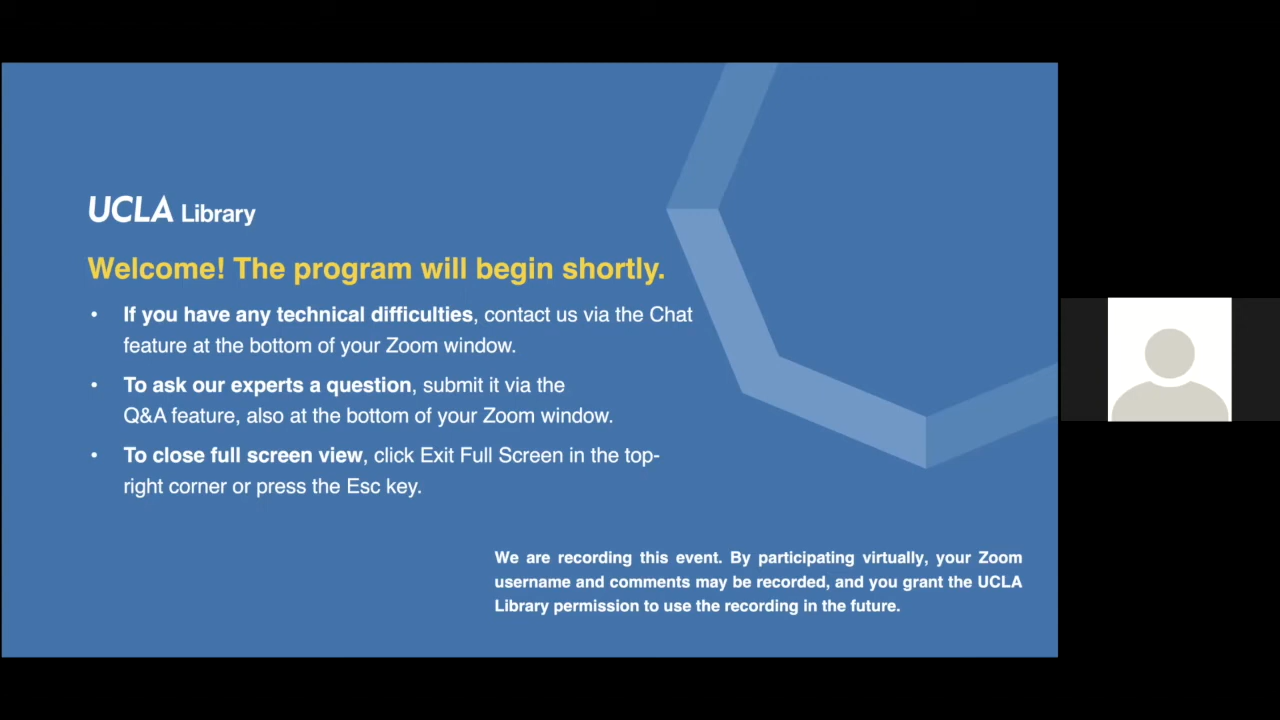 UCLA Library
Welcome! The program will begin shortly.
• If you have any technical difficulties, contact us via the Chat
feature at the bottom of your Zoom window.
• To ask our experts a question, submit it via the
Q&A feature, also at the bottom of your Zoom window.
• To close full screen view, click Exit Full Screen in the top-
right corner or press the Esc key.
We are recording this event. By participating virtually, your Zoom
username and comments may be recorded, and you grant the UCLA
Library permission to use the recording in the future.